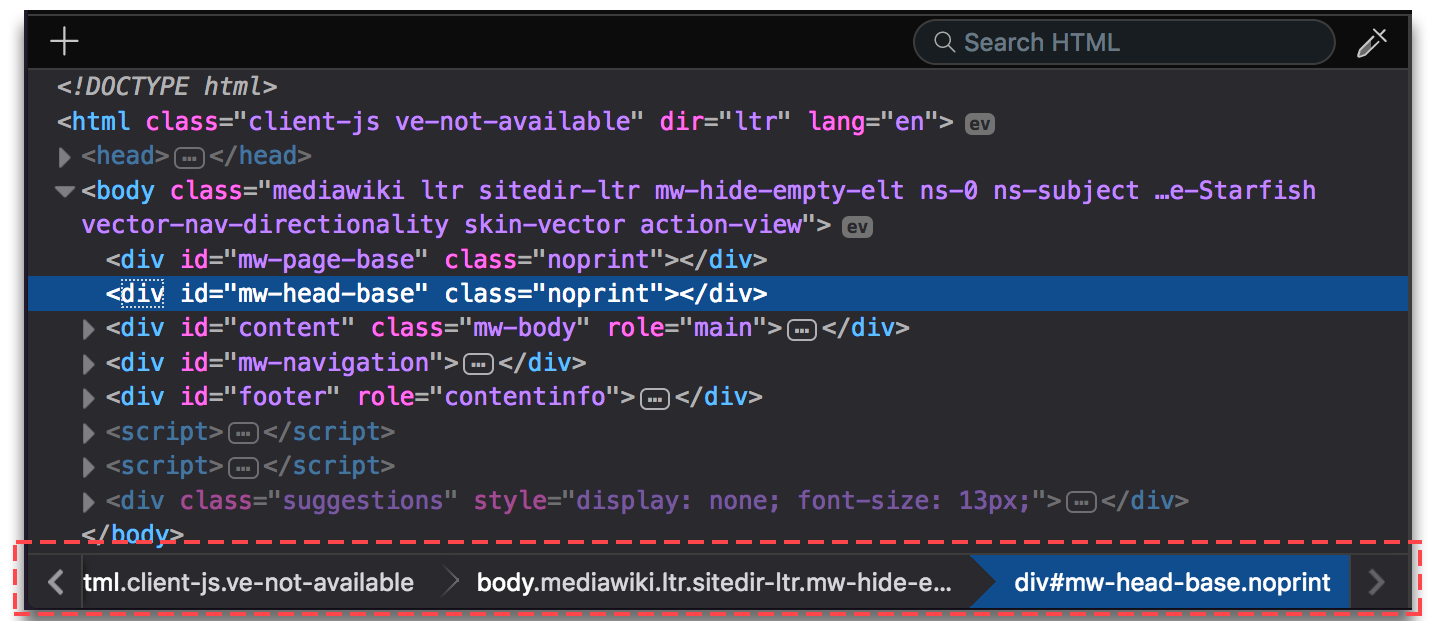 Search HTML
<!DOCTYPE html>
<html class="client-js ve-not-available" dir="ltr" lang="en"> ev
<head>…</head>
<body class="mediawiki ltr sitedir-ltr mw-hide-empty-elt ns-0 ns-subject …e-Starfish
vector-nav-directionality skin-vector action-view"> ev
<div id="mw-page-base" class="noprint"></div>
<div id="mw-head-base" class="noprint"></div>
<div id="content" class="mw-body" role="main">…</div>
<div id="mw-navigation">…</div>
<div id="footer" role="contentinfo">…</div>
<script>…</script>
<script>…</script>
<div class="suggestions" style="display: none; font-size: 13px;">…</div>
</body>
tml.client-js.ve-not-available body.mediawiki.ltr.sitedir-ltr.mw-hide-e... div#mw-head-base.noprint